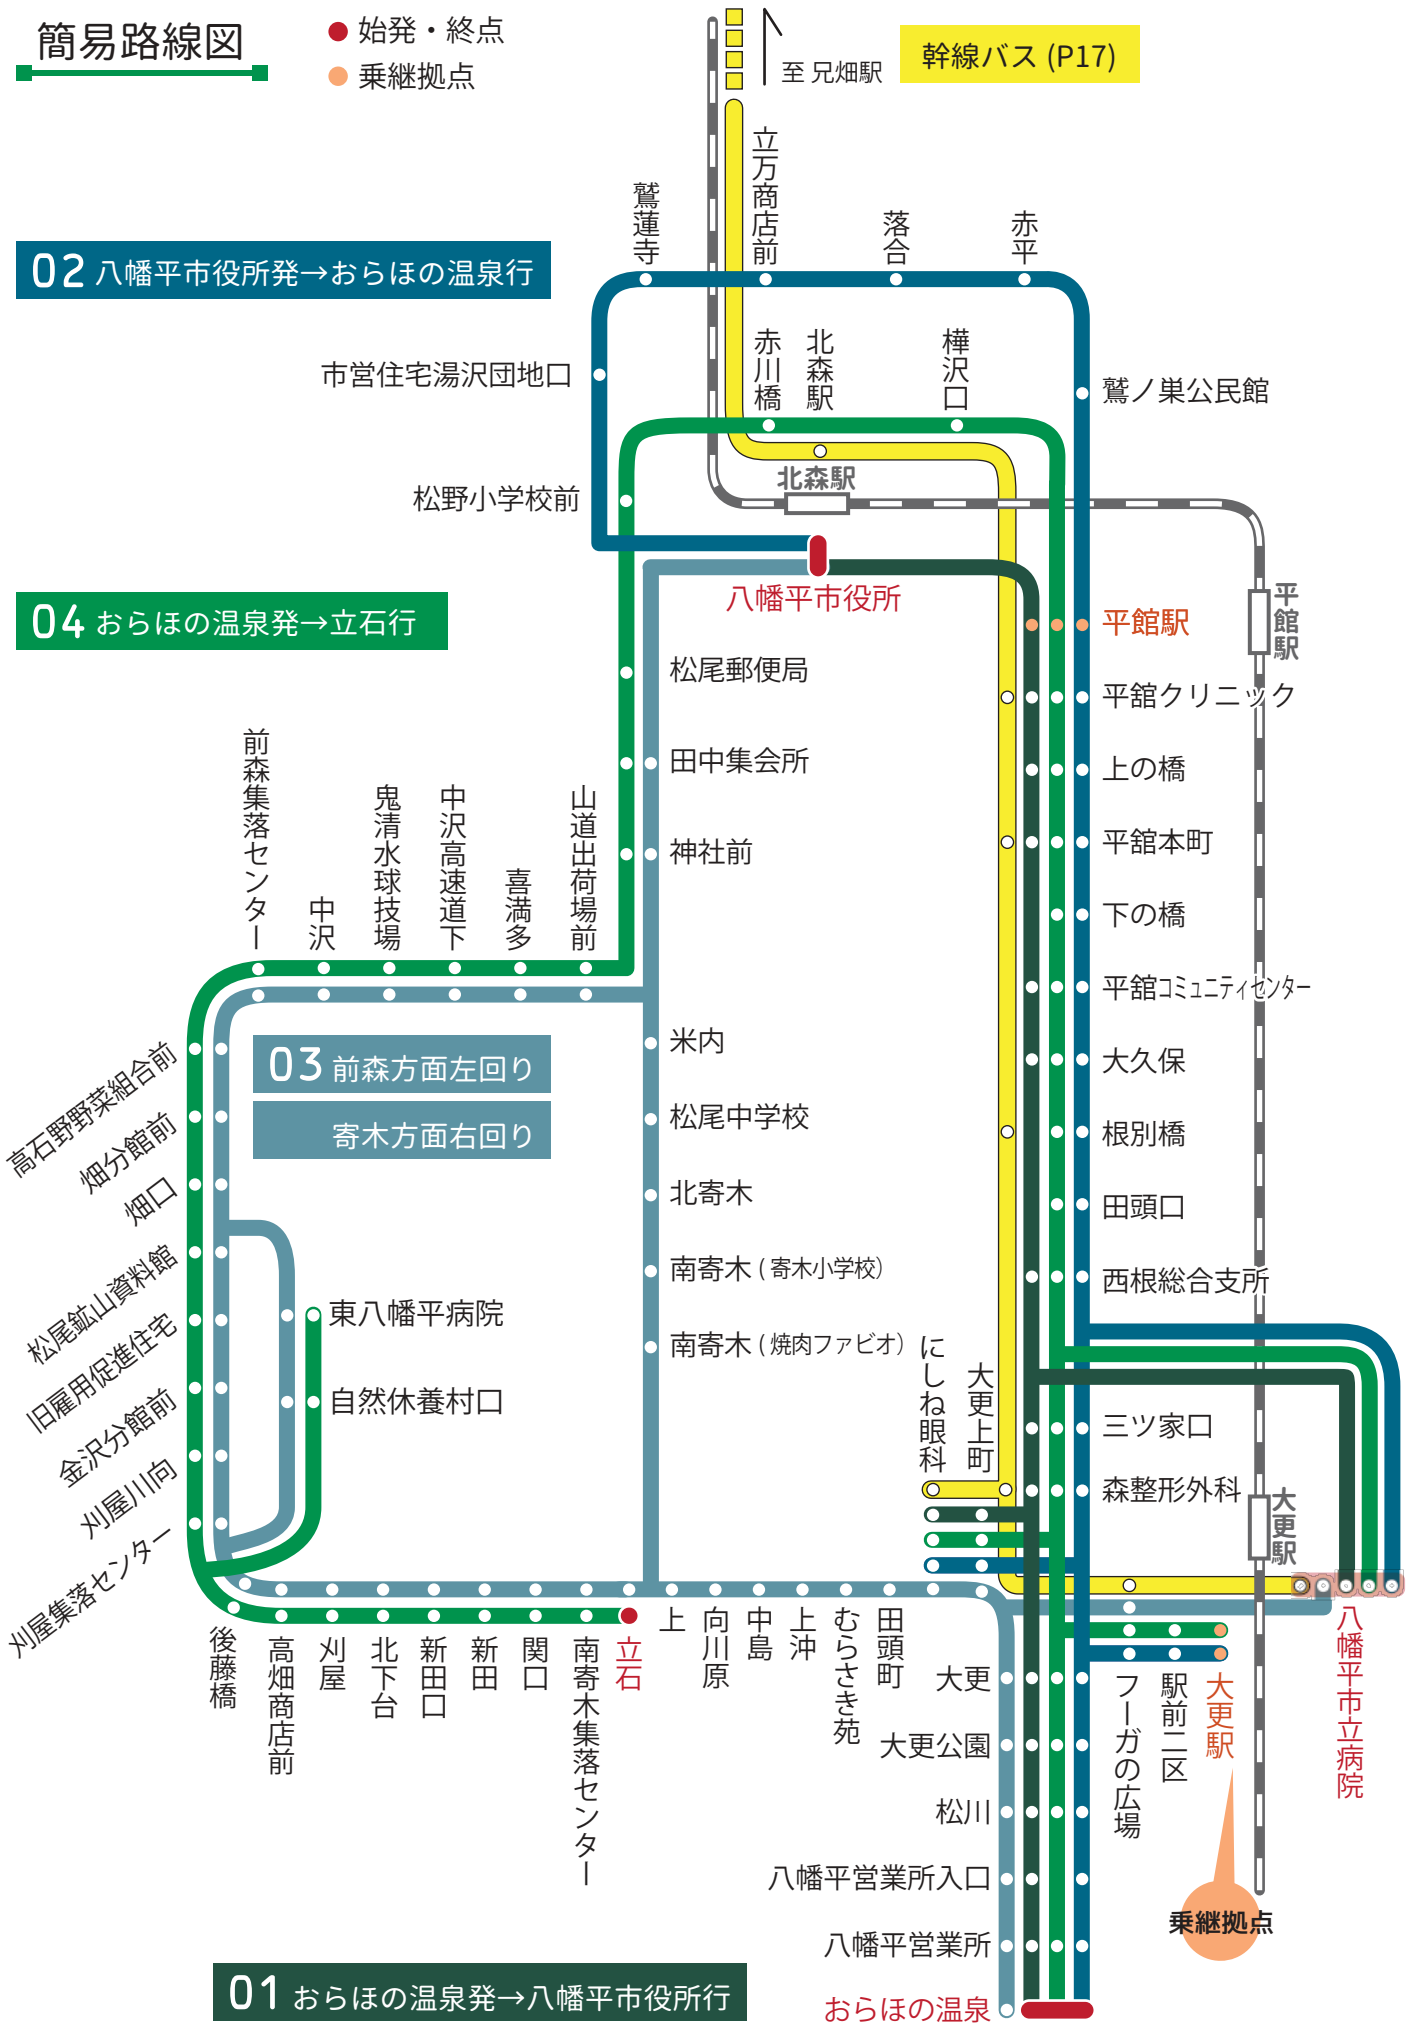 簡易路線図
始発・終点
乗継拠点
至 兄畑駅
幹線バス (P17)
02 八幡平市役所発→おらほの温泉行
鷲蓮寺
立万商店前
落合
赤平
市営住宅湯沢団地口
赤川橋
北森駅
樺沢口
鷲ノ巣公民館
松野小学校前
北森駅
八幡平市役所
04 おらほの温泉発→立石行
平館駅
平館駅
松尾郵便局
平舘クリニック
田中集会所
上の橋
神社前
平舘本町
下の橋
平舘コミュニティセンター
大久保
根別橋
田頭口
西根総合支所
前森集落センター
中沢
鬼清水球技場
中沢高速道下
喜満多
山道出荷場前
03 前森方面左回り
寄木方面右回り
米内
松尾中学校
北寄木
南寄木 ( 寄木小学校)
南寄木 ( 焼肉ファビオ)
高石野野菜組合前
畑分館前
畑口
松尾鉱山資料館
旧雇用促進住宅
金沢分館前
刈屋川向
刈屋集落センター
東八幡平病院
自然休養村口
にしね眼科
大更上町
三ツ家口
森整形外科
大更駅
後藤橋
高畑商店前
刈屋
北下台
新田口
新田
関口
南寄木集落センター
立石
上
向川原
中島
上沖
むらさき苑
田頭町
大更
大更公園
松川
八幡平営業所入口
八幡平営業所
おらほの温泉
フーガの広場
駅前二区
大更駅
八幡平市立病院
乗継拠点
01 おらほの温泉発→八幡平市役所行